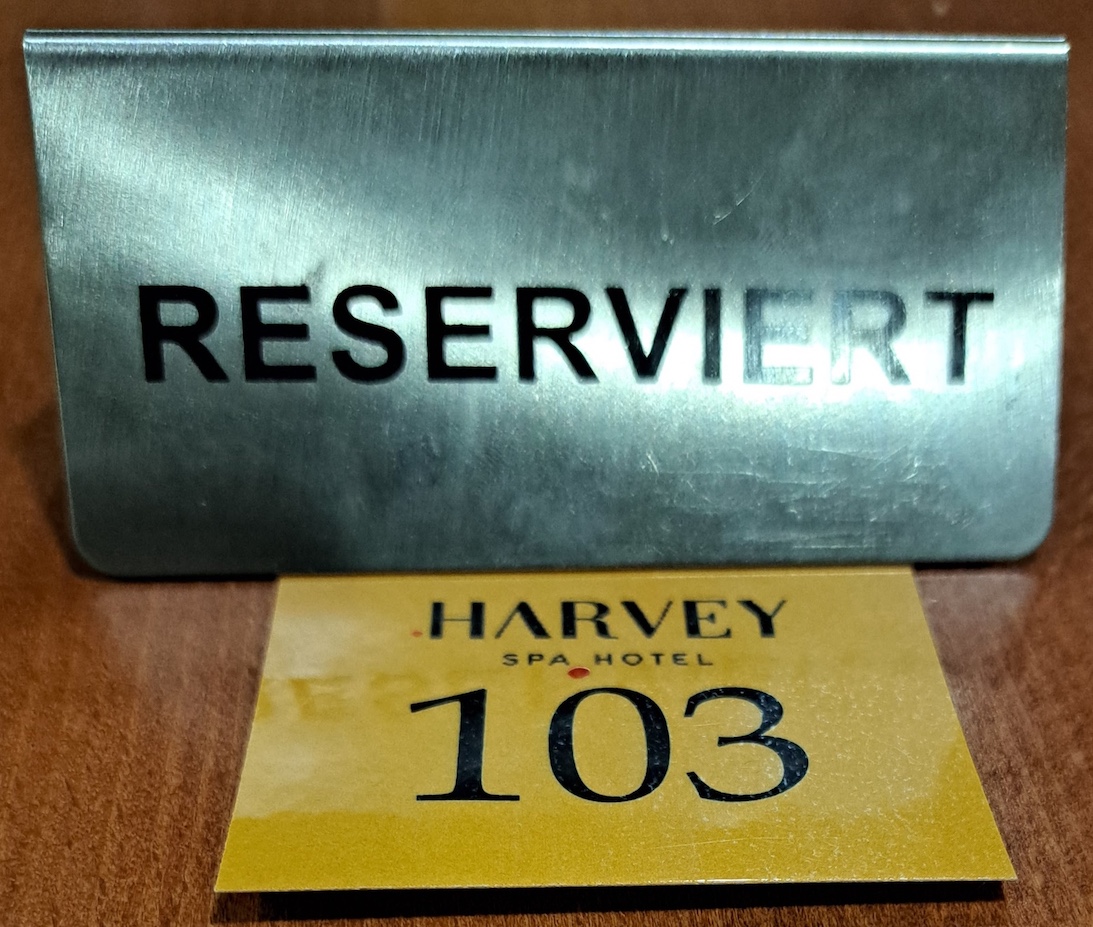 RESERVIERT
HARVEY
SPA HOTEL
103